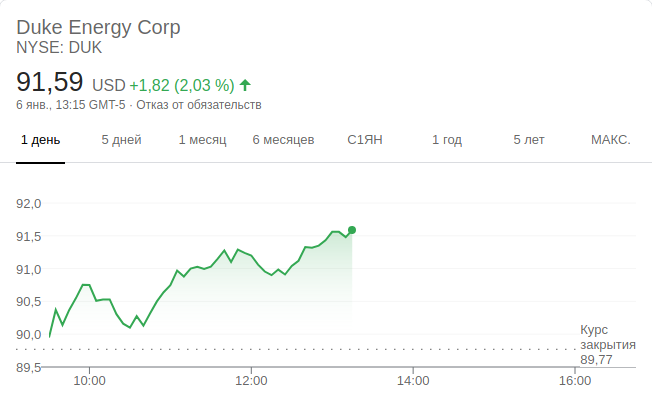 Duke Energy Corp
NYSE: DUK
91,59 USD +1,82 (2,03 %)
6 янв., 13:15 GMT-5 · Отказ от обязательств
1 день 5 дней 1 месяц 6 месяцев С1ЯН 1 год 5 лет МАКС.
92,0
91,5
91,0
90,5
90,0
89,5
Курс
закрытия
89,77
10:00 12:00 14:00 16:00